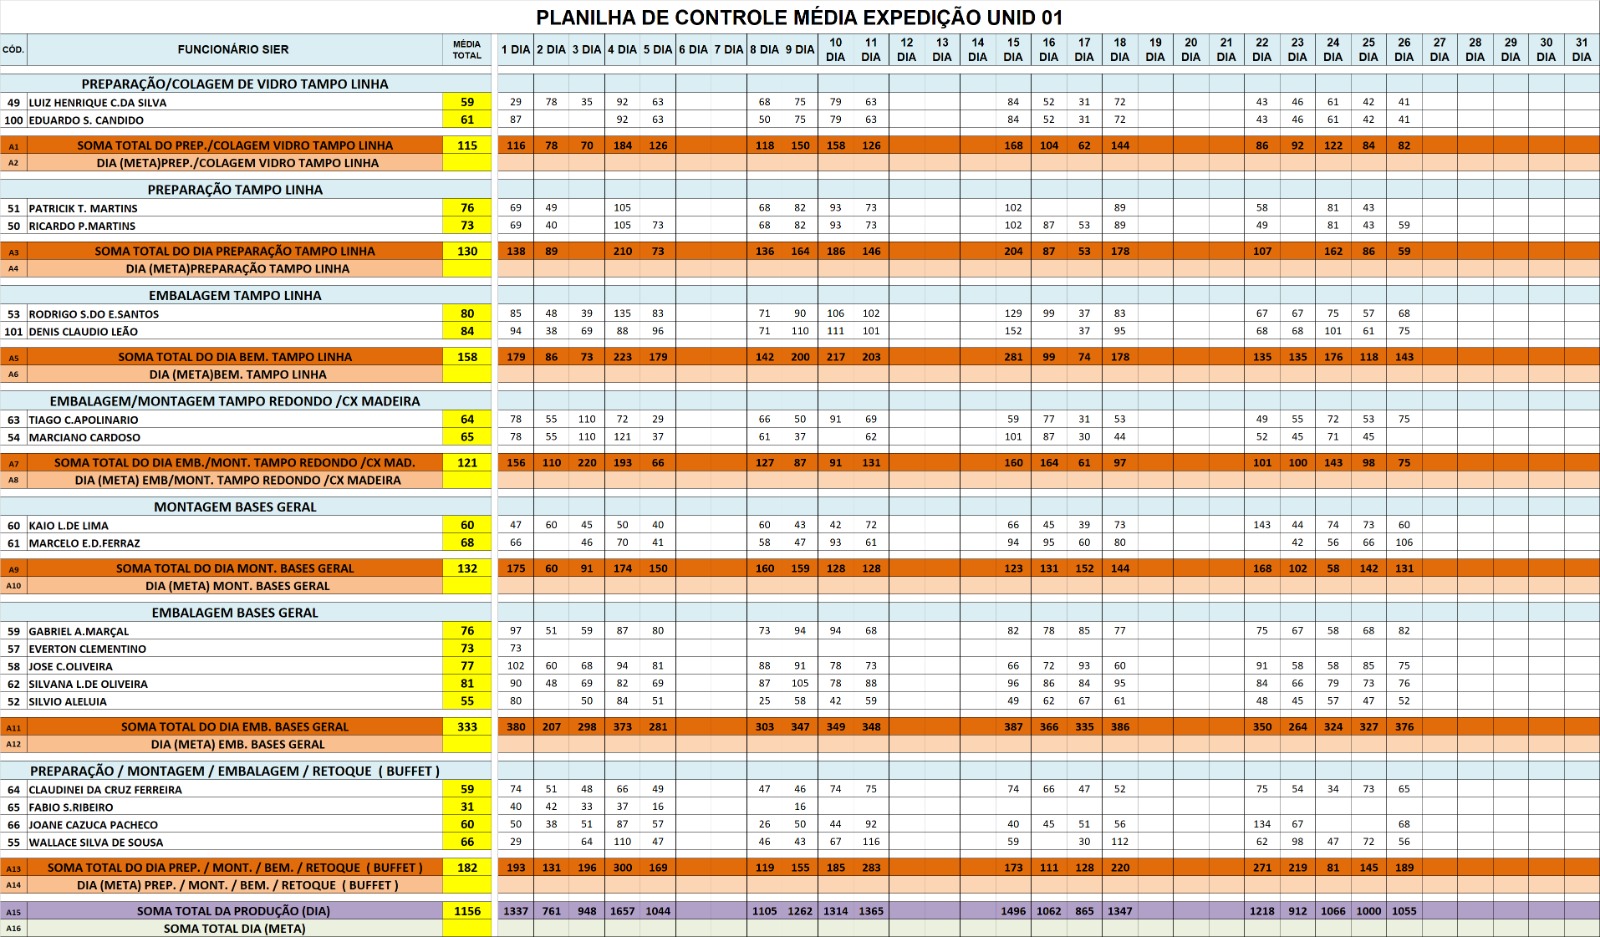 PLANILHA DE CONTROLE MÉDIA EXPEDIÇÃO UNID 01
CÓD. FUNCIONÁRIO SIER MÉDIA TOTAL 1 DIA 2 DIA 3 DIA 4 DIA 5 DIA 6 DIA 7 DIA 8 DIA 9 DIA 10 DIA 11 DIA 12 DIA 13 DIA 14 DIA 15 DIA 16 DIA 17 DIA 18 DIA 19 DIA 20 DIA 21 DIA 22 DIA 23 DIA 24 DIA 25 DIA 26 DIA 27 DIA 28 DIA 29 DIA 30 DIA 31 DIA
PREPARAÇÃO/COLAGEM DE VIDRO TAMPO LINHA
49 LUIZ HENRIQUE C.DA SILVA 59 29 78 35 92 63 68 75 79 63 84 52 31 72 43 46 61 42 41
100 EDUARDO S. CANDIDO 61 87 92 63 50 75 79 63 84 52 31 72 43 46 61 42 41
A1 SOMA TOTAL DO PREP./COLAGEM VIDRO TAMPO LINHA 115 116 78 70 184 126 118 150 158 126 168 104 62 144 86 92 122 84 82
A2 DIA (META)PREP./COLAGEM VIDRO TAMPO LINHA
PREPARAÇÃO TAMPO LINHA
51 PATRICIK T. MARTINS 76 69 49 105 68 82 93 73 102 89 58 81 43
50 RICARDO P.MARTINS 73 69 40 105 73 68 82 93 73 102 87 53 89 49 81 43 59
A3 SOMA TOTAL DO DIA PREPARAÇÃO TAMPO LINHA 130 138 89 210 73 136 164 186 146 204 87 53 178 107 162 86 59
A4 DIA (META)PREPARAÇÃO TAMPO LINHA
EMBALAGEM TAMPO LINHA
53 RODRIGO S.DO E.SANTOS 80 85 48 39 135 83 71 90 106 102 129 99 37 83 67 67 75 57 68
101 DENIS CLAUDIO LEÃO 84 94 38 69 88 96 71 110 111 101 152 37 95 68 68 101 61 75
A5 SOMA TOTAL DO DIA BEM. TAMPO LINHA 158 179 86 73 223 179 142 200 217 203 281 99 74 178 135 135 176 118 143
A6 DIA (META)BEM. TAMPO LINHA
EMBALAGEM/MONTAGEM TAMPO REDONDO /CX MADEIRA
63 TIAGO C.APOLINARIO 64 78 55 110 72 29 66 50 91 69 59 77 31 53 49 55 72 53 75
54 MARCIANO CARDOSO 65 78 55 110 121 37 61 37 62 101 87 30 44 52 45 71 45
A7 SOMA TOTAL DO DIA EMB./MONT. TAMPO REDONDO /CX MAD. 121 156 110 220 193 66 127 87 91 131 160 164 61 97 101 100 143 98 75
A8 DIA (META) EMB/MONT. TAMPO REDONDO /CX MADEIRA
MONTAGEM BASES GERAL
60 KAIO L.DE LIMA 60 47 60 45 50 40 60 43 42 72 66 45 39 73 143 44 74 73 60
61 MARCELO E.D.FERRAZ 68 66 46 70 41 58 47 93 61 94 95 60 80 42 56 66 106
A9 SOMA TOTAL DO DIA MONT. BASES GERAL 132 175 60 91 174 150 160 159 128 128 123 131 152 144 168 102 58 142 131
A10 DIA (META) MONT. BASES GERAL
EMBALAGEM BASES GERAL
59 GABRIEL A.MARÇAL 76 97 51 59 87 80 73 94 94 68 82 78 85 77 75 67 58 68 82
57 EVERTON CLEMENTINO 73 73
58 JOSE C.OLIVEIRA 77 102 60 68 94 81 88 91 78 73 66 72 93 60 91 58 58 85 75
62 SILVANA L.DE OLIVEIRA 81 90 48 69 82 69 87 105 78 88 96 86 84 95 84 66 79 73 76
52 SILVIO ALELUIA 55 80 50 84 51 25 58 42 59 49 62 67 61 48 45 57 47 52
A11 SOMA TOTAL DO DIA EMB. BASES GERAL 333 380 207 298 373 281 303 347 349 348 387 366 335 386 350 264 324 327 376
A12 DIA (META) EMB. BASES GERAL
PREPARAÇÃO / MONTAGEM / EMBALAGEM / RETOQUE ( BUFFET )
64 CLAUDINEI DA CRUZ FERREIRA 59 74 51 48 66 49 47 46 74 75 74 66 47 52 75 54 34 73 65
65 FABIO S.RIBEIRO 31 40 42 33 37 16 16
66 JOANE CAZUCA PACHECO 60 50 38 51 87 57 26 50 44 92 40 45 51 56 134 67 68
55 WALLACE SILVA DE SOUSA 66 29 64 110 47 46 43 67 116 59 30 112 62 98 47 72 56
A13 SOMA TOTAL DO DIA PREP. / MONT. / BEM. / RETOQUE ( BUFFET ) 182 193 131 196 300 169 119 155 185 283 173 111 128 220 271 219 81 145 189
A14 DIA (META) PREP. / MONT. / BEM. / RETOQUE ( BUFFET )
A15 SOMA TOTAL DA PRODUÇÃO (DIA) 1156 1337 761 948 1657 1044 1105 1262 1314 1365 1496 1062 865 1347 1218 912 1066 1000 1055
A16 SOMA TOTAL DIA (META)